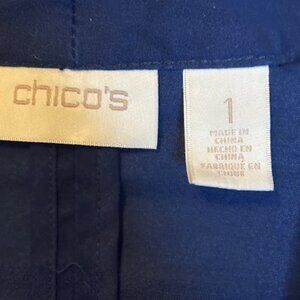 chico's
1
MADE IN
CHINA
HECHO EN
CHINA
FABRIQUÉ EN
CHINE